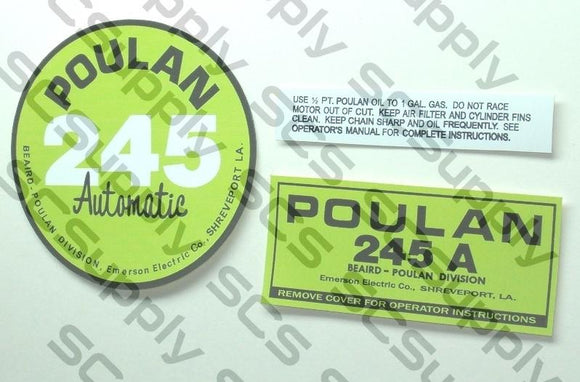 POULAN
245
Automatic
BEAIRD - POULAN DIVISION, Emerson Electric Co., SHREVEPORT LA.
USE ½ PT. POULAN OIL TO 1 GAL. GAS. DO NOT RACE
MOTOR OUT OF CUT. KEEP AIR FILTER AND CYLINDER FINS
CLEAN. KEEP CHAIN SHARP AND OIL FREQUENTLY. SEE
OPERATOR'S MANUAL FOR COMPLETE INSTRUCTIONS.
POULAN
245 A
BEAIRD - POULAN DIVISION
Emerson Electric Co., SHREVEPORT, LA.
REMOVE COVER FOR OPERATOR INSTRUCTIONS
SCS Supply